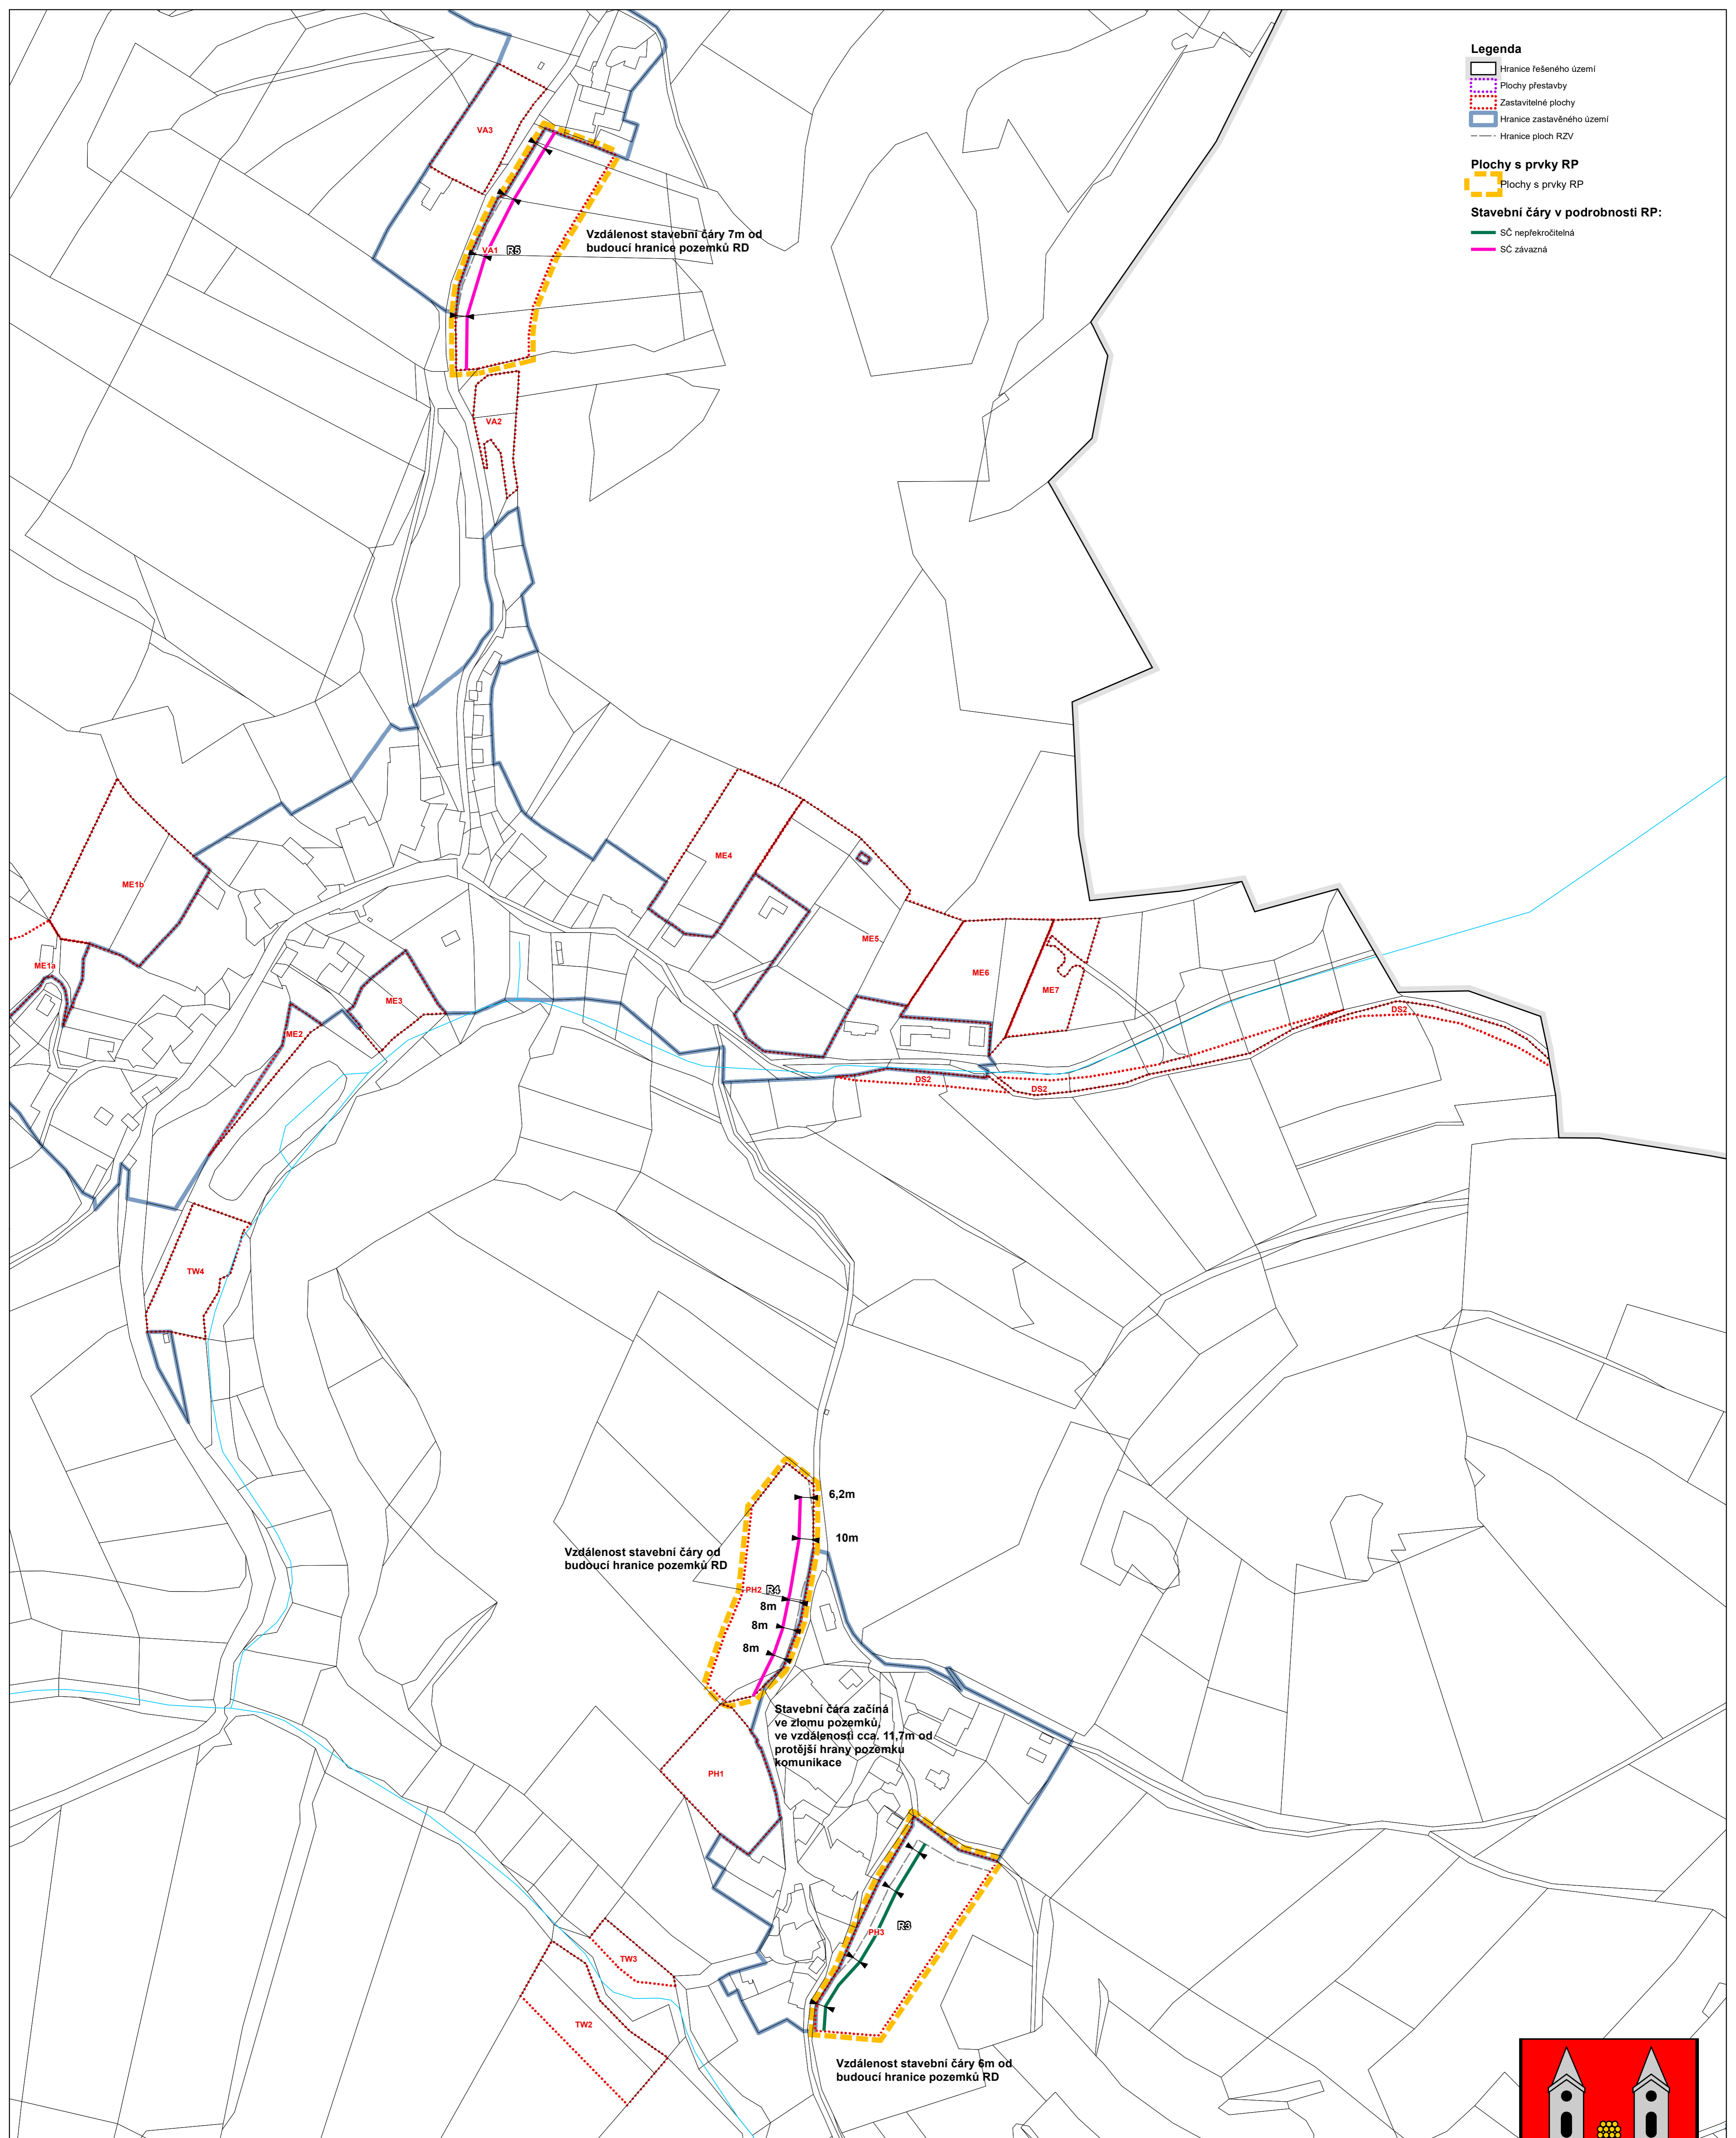 Legenda
Hranice řešeného území
Plochy přestavby
Zastavitelné plochy
Hranice zastavěného území
Hranice ploch RZV
Plochy s prvky RP
Plochy s prvky RP
Stavební čáry v podrobnosti RP:
SČ nepřekročitelná
SČ závazná
VA3
Vzdálenost stavební čáry 7m od
budoucí hranice pozemků RD
VA1
R5
VA2
ME4
ME1b
ME5
ME1a
ME6
ME7
ME3
ME2
DS2
DS2
DS2
TW4
6,2m
10m
Vzdálenost stavební čáry od
budoucí hranice pozemků RD
PH2
R4
8m
8m
8m
Stavební čára začíná
ve zlomu pozemků,
ve vzdálenosti cca. 11,7m od
protější hrany pozemku
komunikace
PH1
R3
PH3
TW3
TW2
Vzdálenost stavební čáry 6m od
budoucí hranice pozemků RD